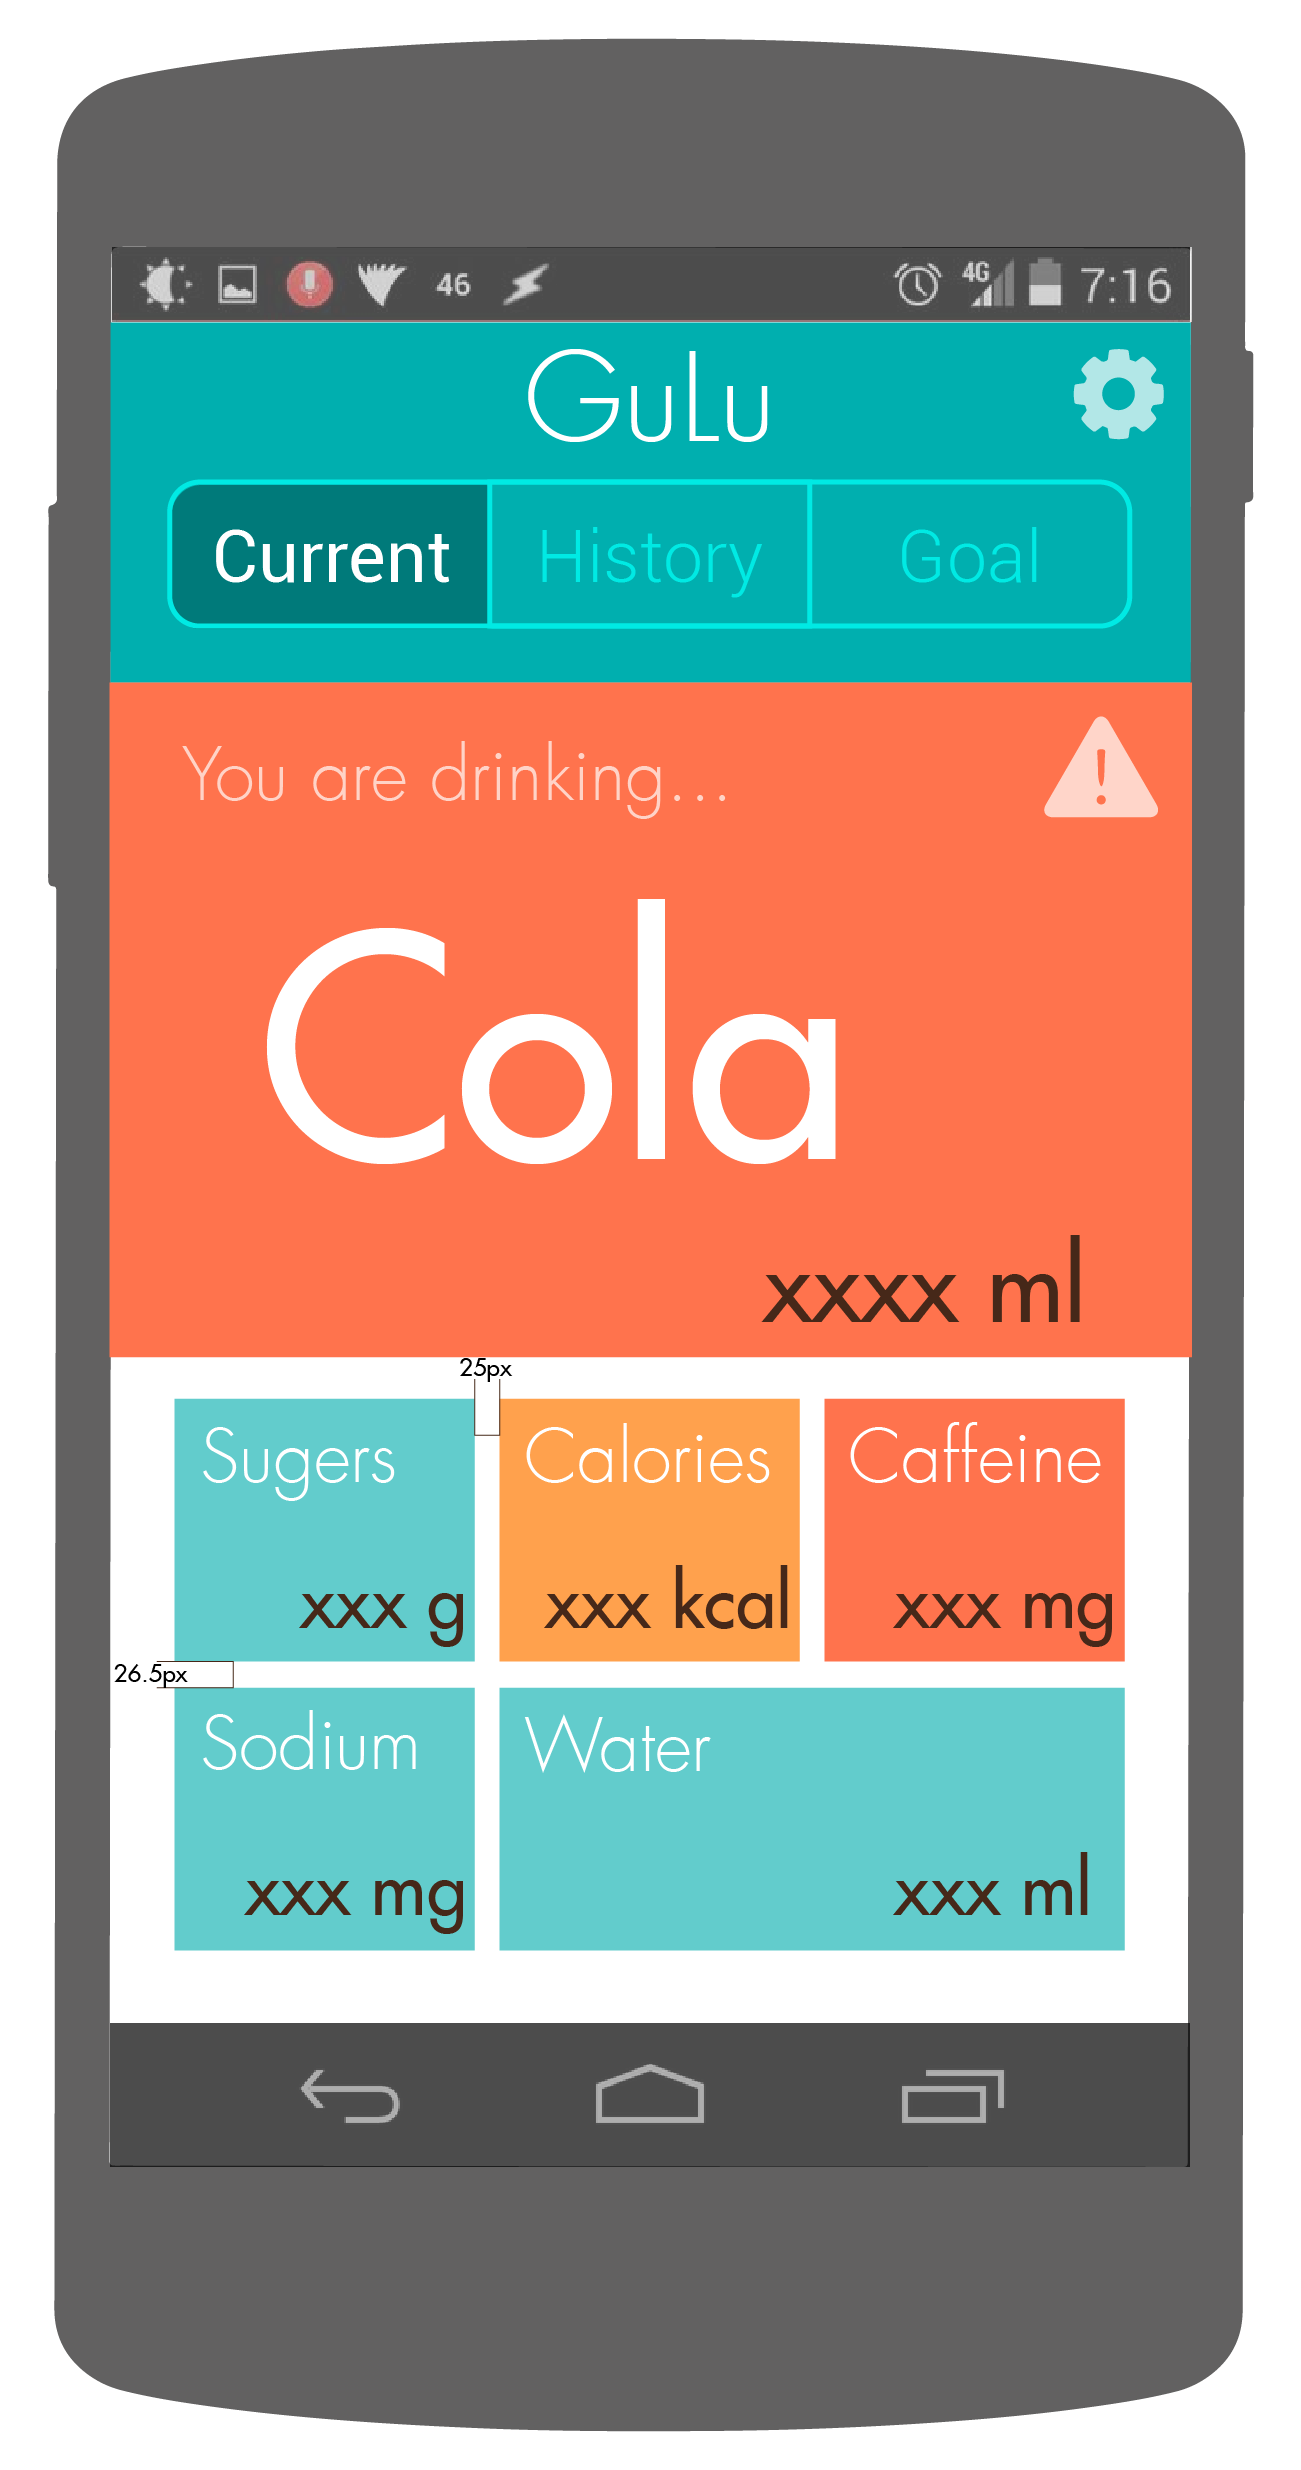 46 4G 7:16
GuLu
Current History Goal
You are drinking...
Cola
xxxx ml
25px
Sugers Calories Caffeine
xxx g xxx kcal xxx mg
26.5px
Sodium Water
xxx mg xxx ml